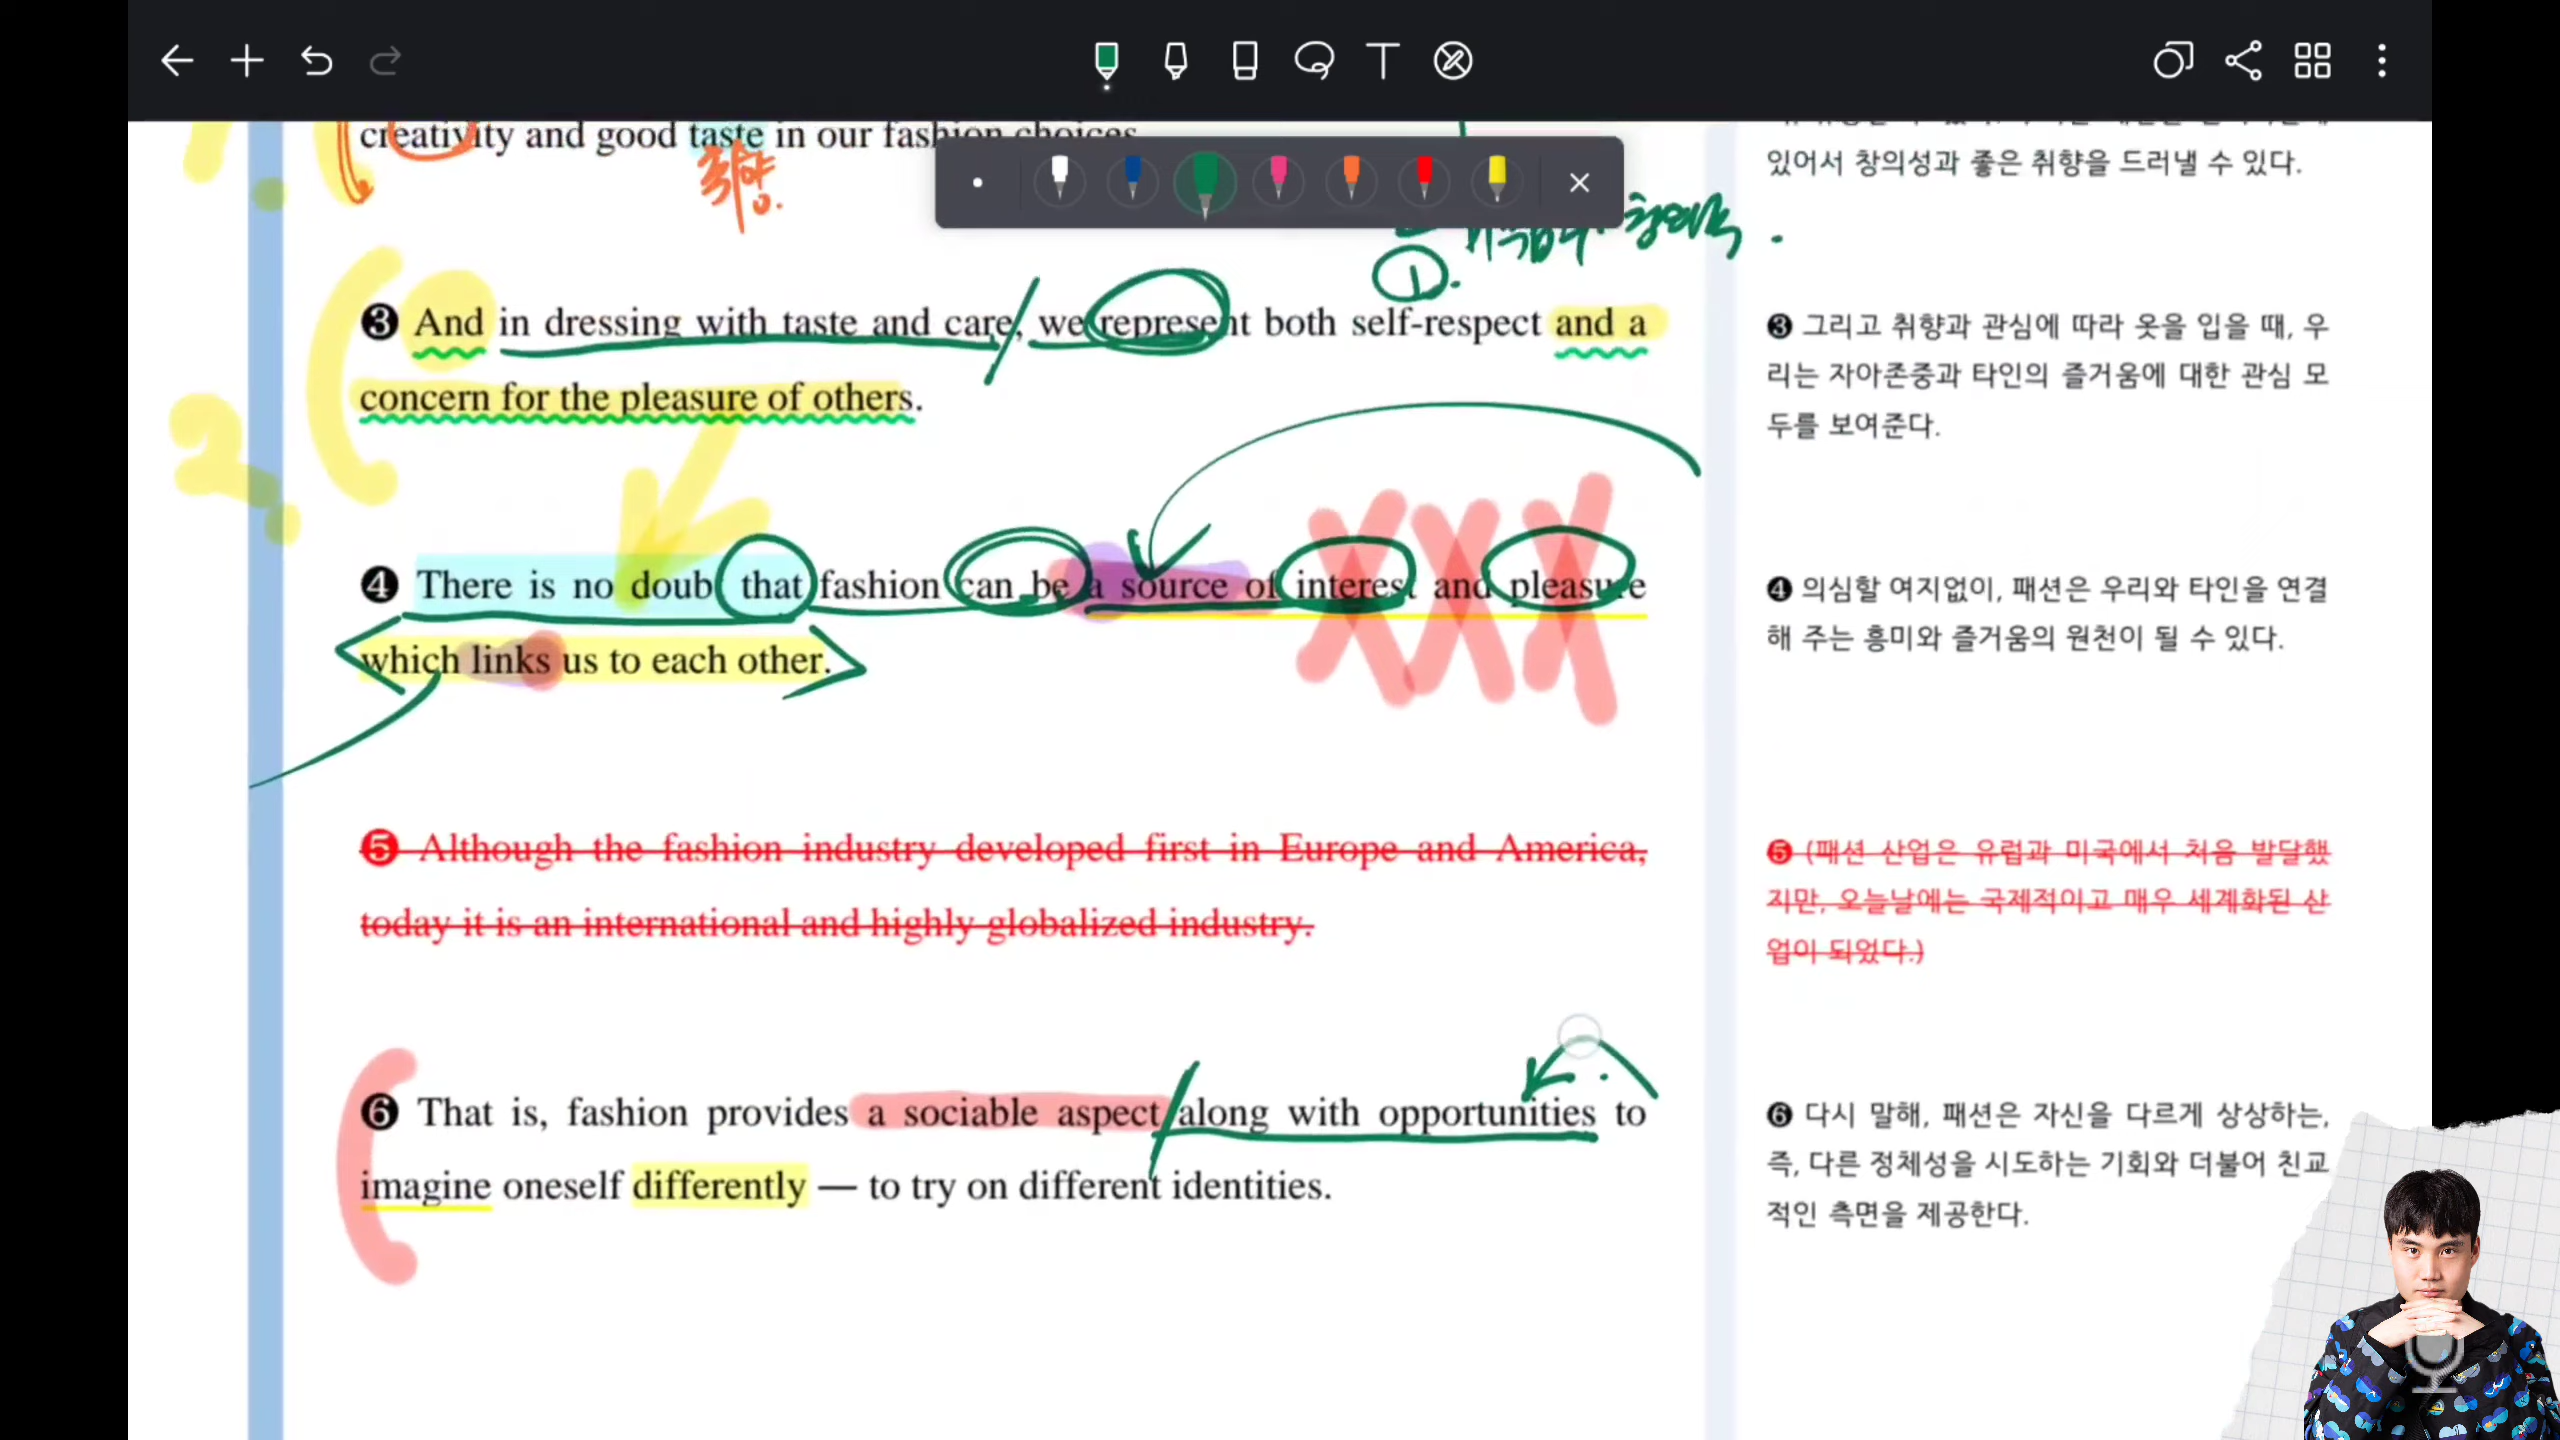 creativity and good taste in our fashion choices.
있어서 창의성과 좋은 취향을 드러낼 수 있다.
취향.
①.
❸ And in dressing with taste and care, we represent both self-respect and a
concern for the pleasure of others.
❸ 그리고 취향과 관심에 따라 옷을 입을 때, 우
리는 자아존중과 타인의 즐거움에 대한 관심 모
두를 보여준다.
2.
❹ There is no doubt that fashion can be a source of interest and pleasure
which links us to each other.
❹ 의심할 여지없이, 패션은 우리와 타인을 연결
해 주는 흥미와 즐거움의 원천이 될 수 있다.
❺ Although the fashion industry developed first in Europe and America,
today it is an international and highly globalized industry.
❺ (패션 산업은 유럽과 미국에서 처음 발달했
지만, 오늘날에는 국제적이고 매우 세계화된 산
업이 되었다.)
❻ That is, fashion provides a sociable aspect along with opportunities to
imagine oneself differently — to try on different identities.
❻ 다시 말해, 패션은 자신을 다르게 상상하는,
즉, 다른 정체성을 시도하는 기회와 더불어 친교
적인 측면을 제공한다.